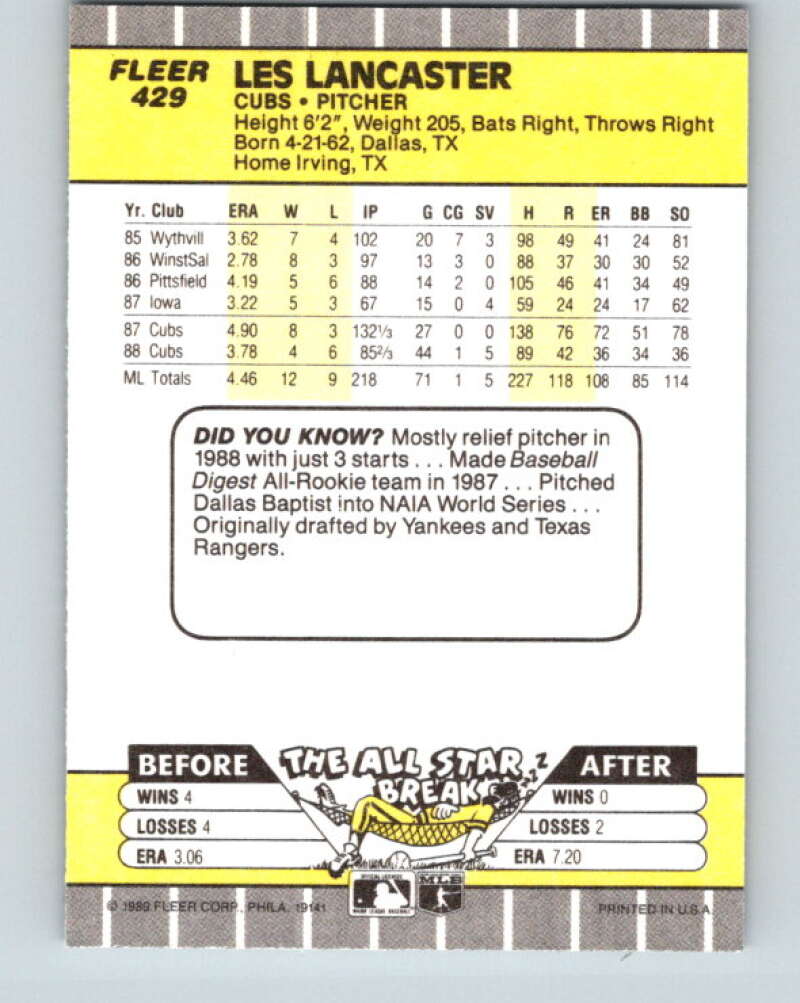 FLEER LES LANCASTER
429 CUBS • PITCHER
Height 6'2", Weight 205, Bats Right, Throws Right
Born 4-21-62, Dallas, TX
Home Irving, TX
Yr. Club ERA W L IP G CG SV H R ER BB SO
85 Wythvill 3.62 7 4 102 20 7 3 98 49 41 24 81
86 WinstSal 2.78 8 3 97 13 3 0 88 37 30 30 52
86 Pittsfield 4.19 5 6 88 14 2 0 105 46 41 34 49
87 Iowa 3.22 5 3 67 15 0 4 59 24 24 17 62
87 Cubs 4.90 8 3 132⅓ 27 0 0 138 76 72 51 78
88 Cubs 3.78 4 6 85⅔ 44 1 5 89 42 36 34 36
ML Totals 4.46 12 9 218 71 1 5 227 118 108 85 114
DID YOU KNOW? Mostly relief pitcher in
1988 with just 3 starts . . . Made Baseball
Digest All-Rookie team in 1987 . . . Pitched
Dallas Baptist into NAIA World Series . . .
Originally drafted by Yankees and Texas
Rangers.
BEFORE THE ALL STAR BREAK AFTER
WINS 4 WINS 0
LOSSES 4 LOSSES 2
ERA 3.06 ERA 7.20
© 1989 FLEER CORP., PHILA. 19141 MLB PRINTED IN U.S.A.